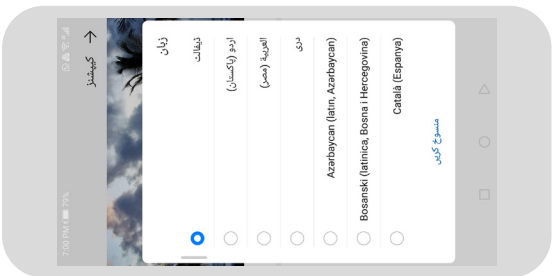 7:00 PM 79%
کیپشنز
زبان
ڈیفالٹ
اردو (پاکستان)
العربية (مصر)
دری
Azərbaycan (latın, Azərbaycan)
Bosanski (latinica, Bosna i Hercegovina)
Català (Espanya)
منسوخ کریں